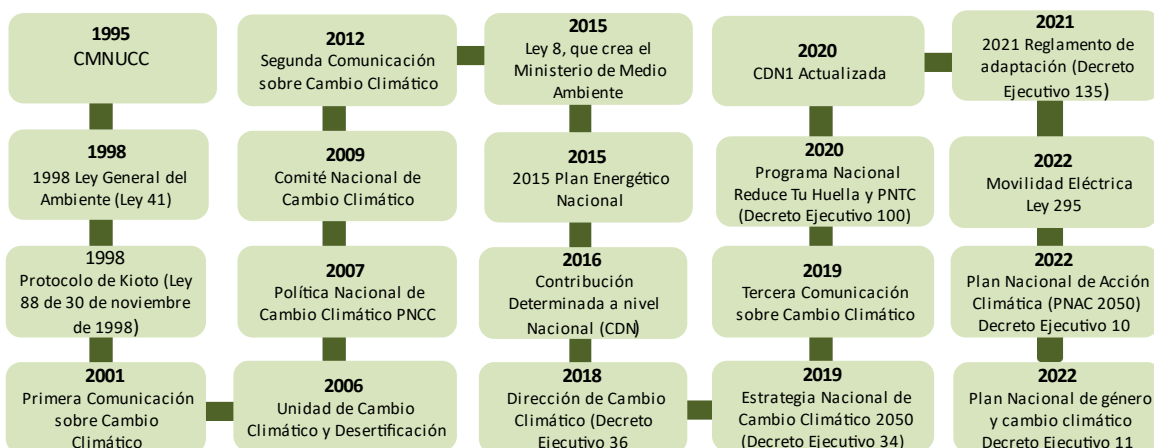 1995
CMNUCC
1998
1998 Ley General del
Ambiente (Ley 41)
1998
Protocolo de Kioto (Ley
88 de 30 de noviembre
de 1998)
2001
Primera Comunicación
sobre Cambio
Climático
2006
Unidad de Cambio
Climático y Desertificación
2007
Política Nacional de
Cambio Climático PNCC
2009
Comité Nacional de
Cambio Climático
2012
Segunda Comunicación
sobre Cambio Climático
2015
Ley 8, que crea el
Ministerio de Medio
Ambiente
2015
2015 Plan Energético
Nacional
2016
Contribución
Determinada a nivel
Nacional (CDN)
2018
Dirección de Cambio
Climático (Decreto
Ejecutivo 36
2019
Estrategia Nacional de
Cambio Climático 2050
(Decreto Ejecutivo 34)
2019
Tercera Comunicación
sobre Cambio Climático
2020
Programa Nacional
Reduce Tu Huella y PNTC
(Decreto Ejecutivo 100)
2020
CDN1 Actualizada
2021
2021 Reglamento de
adaptación (Decreto
Ejecutivo 135)
2022
Movilidad Eléctrica
Ley 295
2022
Plan Nacional de Acción
Climática (PNAC 2050)
Decreto Ejecutivo 10
2022
Plan Nacional de género
y cambio climático
Decreto Ejecutivo 11